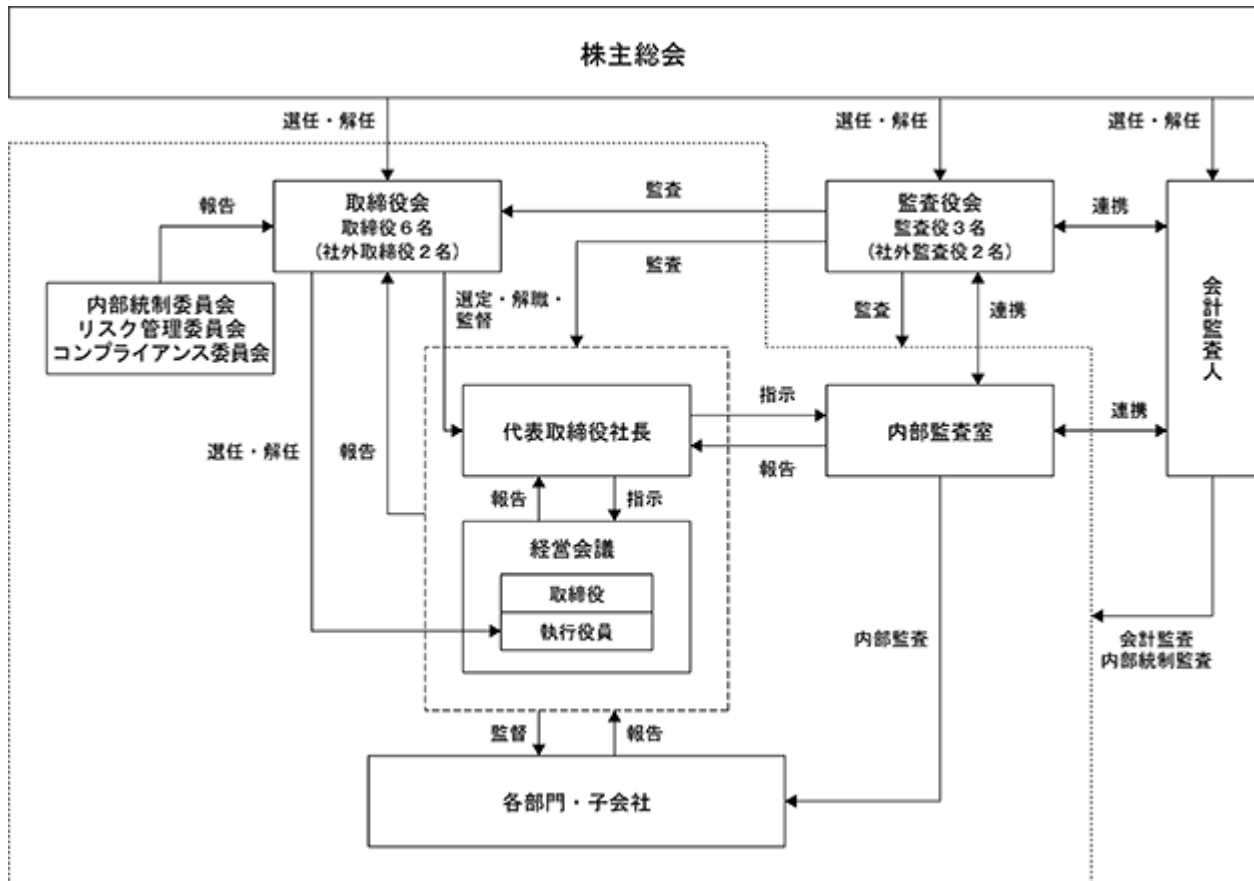 株主総会
選任・解任
選任・解任
選任・解任
取締役会
取締役6名
(社外取締役2名)
監査
監査役会
監査役3名
(社外監査役2名)
連携
報告
監査
内部統制委員会
リスク管理委員会
コンプライアンス委員会
選定・解職・
監督
監査
連携
会計監査人
代表取締役社長
指示
報告
内部監査室
連携
選任・解任
報告
報告
指示
経営会議
取締役
執行役員
内部監査
会計監査
内部統制監査
監督
報告
各部門・子会社